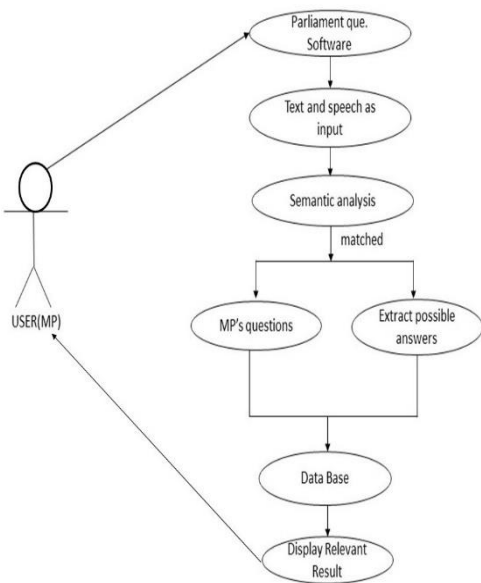 Parliament que.
Software
Text and speech as
input
Semantic analysis
matched
USER(MP)
MP's questions
Extract possible
answers
Data Base
Display Relevant
Result